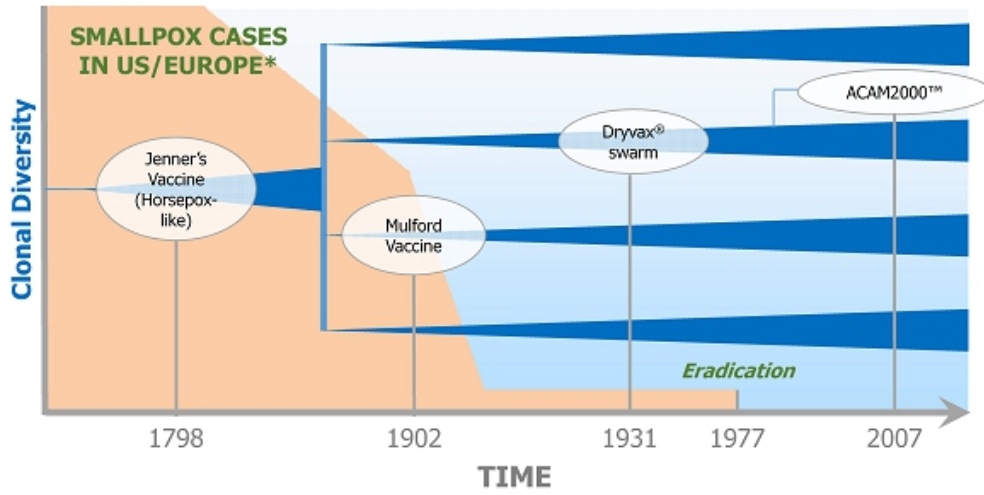 SMALLPOX CASES
IN US/EUROPE*
ACAM2000™
Dryvax®
swarm
Jenner's
Vaccine
(Horsepox-
like)
Mulford
Vaccine
Clonal Diversity
Eradication
1798
1902
1931
1977
2007
TIME